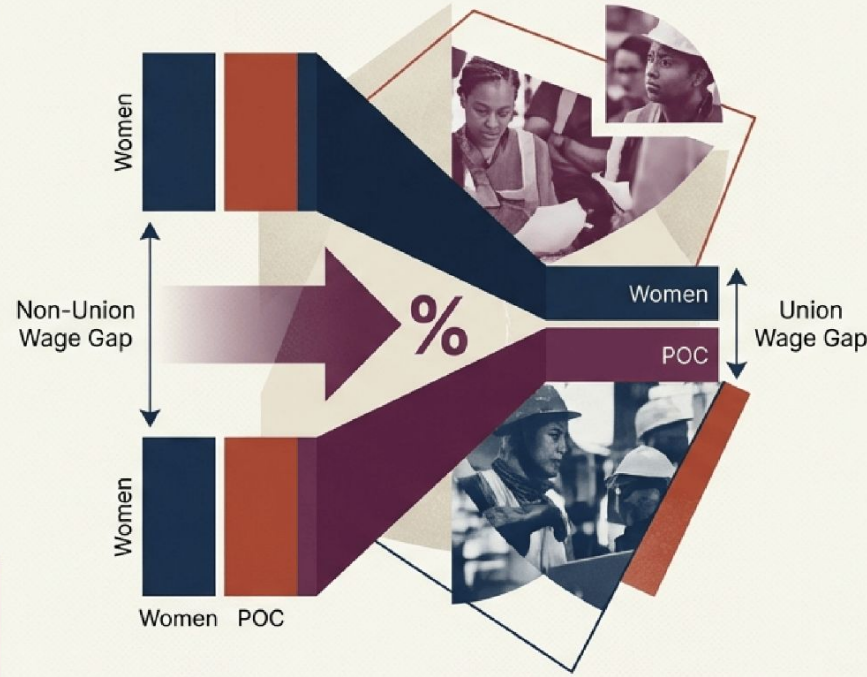 Women
Non-Union
Wage Gap
%
Women
POC
Union
Wage Gap
Women
Women POC